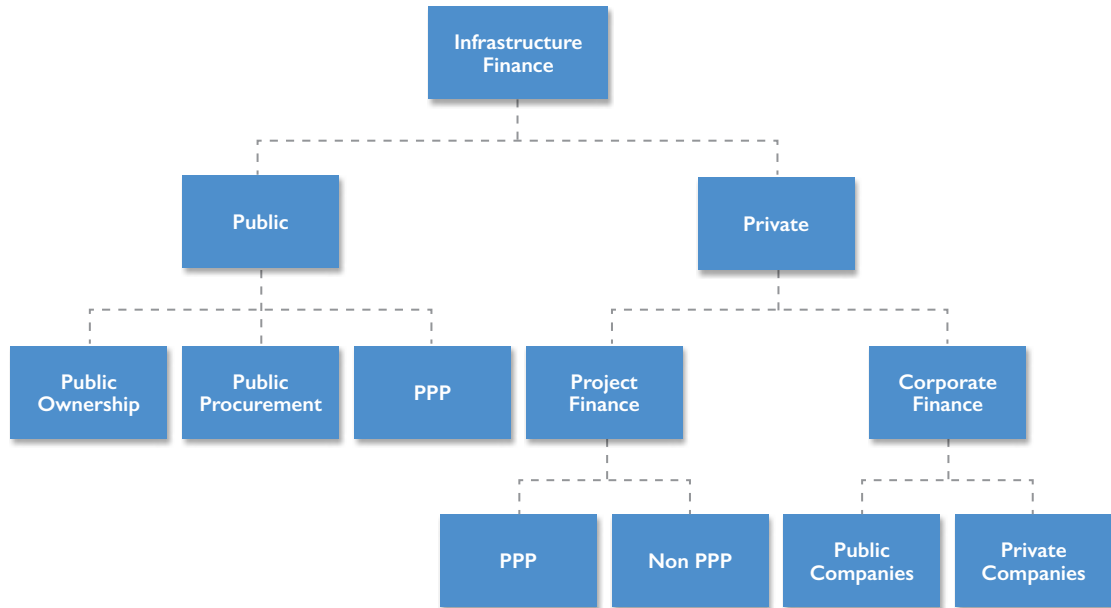 Infrastructure
Finance
Public
Private
Public
Ownership
Public
Procurement
PPP
Project
Finance
Corporate
Finance
PPP
Non PPP
Public
Companies
Private
Companies